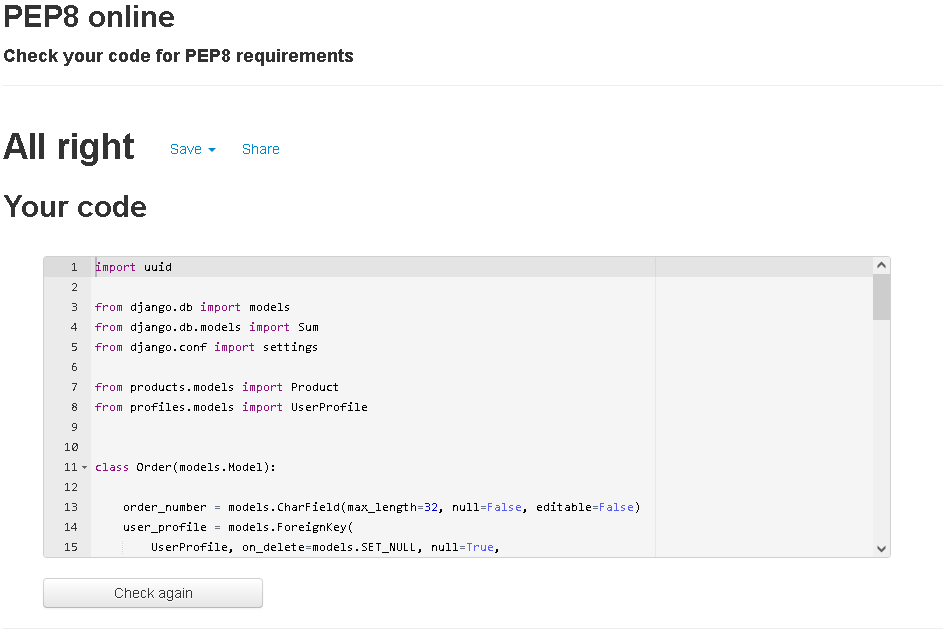 PEP8 online
Check your code for PEP8 requirements
All right Save Share
Your code
1 import uuid
2
3 from django.db import models
4 from django.db.models import Sum
5 from django.conf import settings
6
7 from products.models import Product
8 from profiles.models import UserProfile
9
10
11 class Order(models.Model):
12
13 order_number = models.CharField(max_length=32, null=False, editable=False)
14 user_profile = models.ForeignKey(
15 UserProfile, on_delete=models.SET_NULL, null=True,
Check again